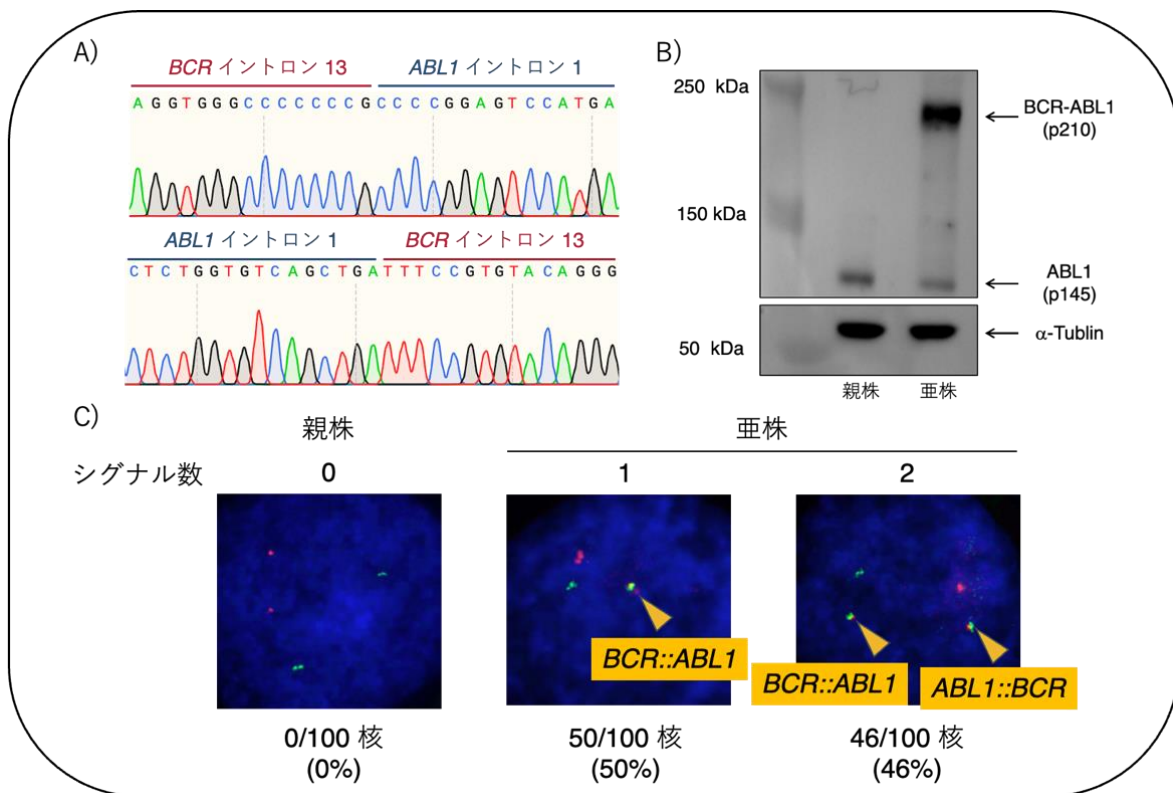 A)
BCR イントロン 13 ABL1 イントロン 1
A G G T G G G C C C C C C C G C C C C G G A G T C C A T G A
ABL1 イントロン 1 BCR イントロン 13
C T C T G G T G T C A G C T G A T T T C C G T G T A C A G G G
B)
250 kDa
BCR-ABL1
(p210)
150 kDa
ABL1
(p145)
α-Tublin
50 kDa
親株 亜株
C)
親株 亜株
シグナル数 0 1 2
BCR::ABL1 BCR::ABL1 ABL1::BCR
0/100 核 50/100 核 46/100 核
(0%) (50%) (46%)